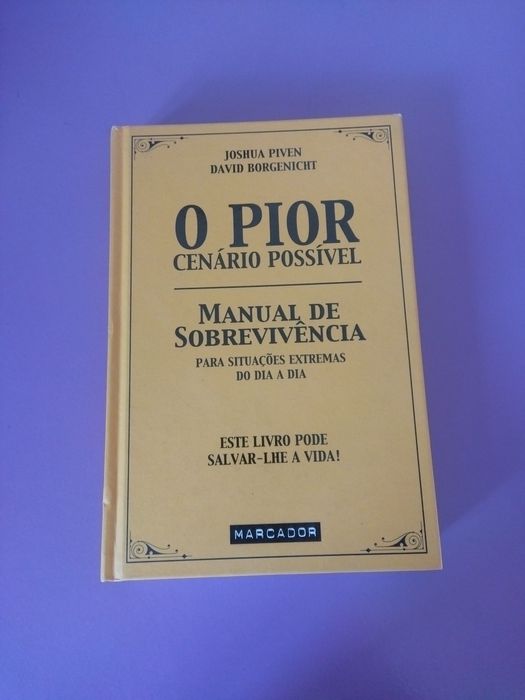 JOSHUA PIVEN
DAVID BORGENICHT
O PIOR
CENÁRIO POSSÍVEL
MANUAL DE
SOBREVIVÊNCIA
PARA SITUAÇÕES EXTREMAS
DO DIA A DIA
ESTE LIVRO PODE
SALVAR-LHE A VIDA!
MARCADOR